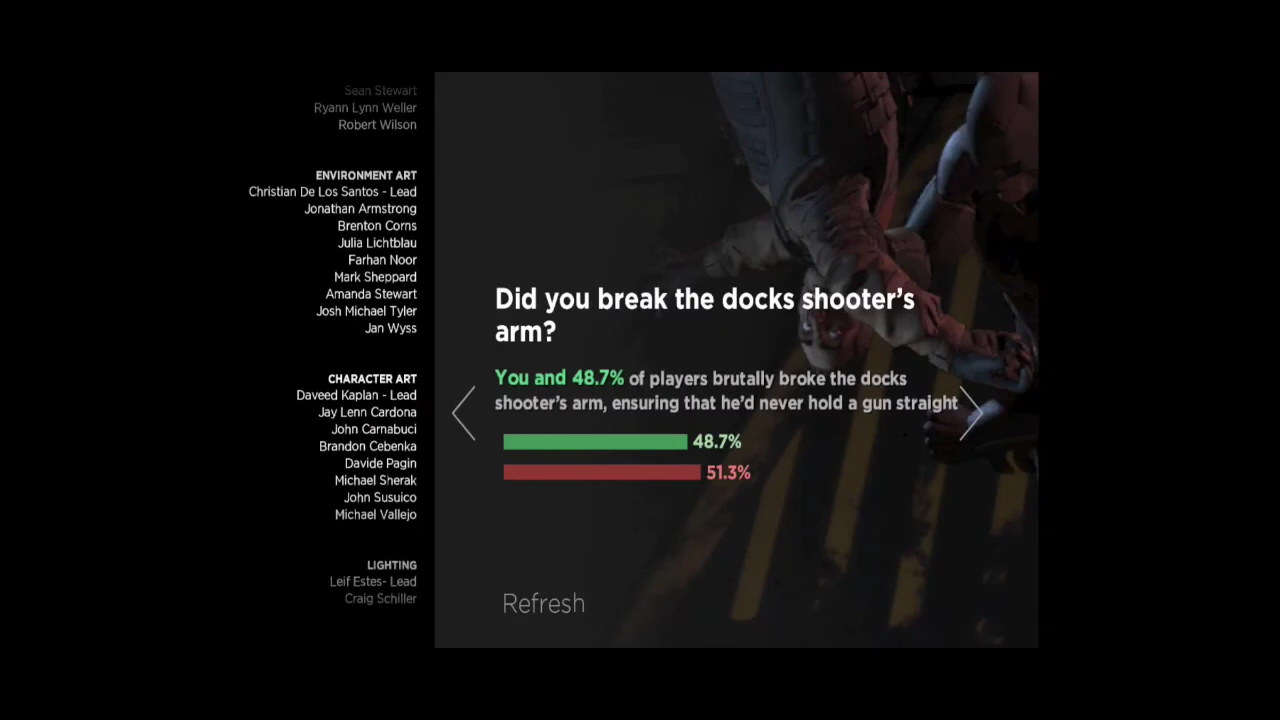 Sean Stewart
Ryann Lynn Weller
Robert Wilson
ENVIRONMENT ART
Christian De Los Santos - Lead
Jonathan Armstrong
Brenton Corns
Julia Lichtblau
Farhan Noor
Mark Sheppard
Amanda Stewart
Josh Michael Tyler
Jan Wyss
CHARACTER ART
Daveed Kaplan - Lead
Jay Lenn Cardona
John Carnabuci
Brandon Cebenka
Davide Pagin
Michael Sherak
John Susuico
Michael Vallejo
LIGHTING
Leif Estes- Lead
Craig Schiller
Did you break the docks shooter’s
arm?
You and 48.7% of players brutally broke the docks
shooter’s arm, ensuring that he’d never hold a gun straight
48.7%
51.3%
Refresh